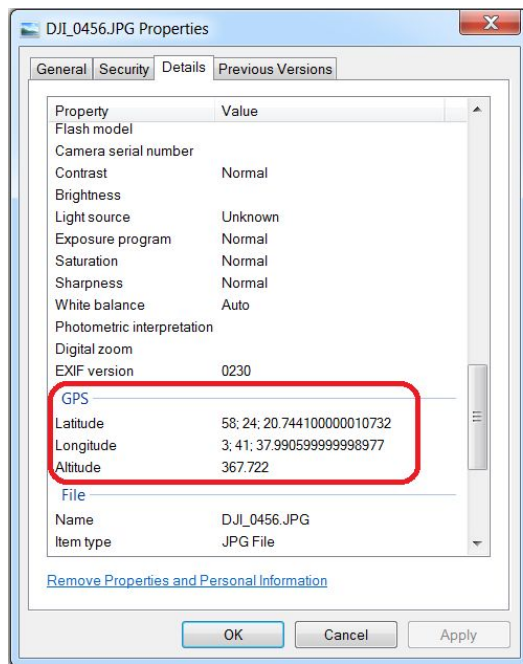 DJI_0456.JPG Properties
General Security Details Previous Versions
Property Value
Flash model
Camera serial number
Contrast Normal
Brightness
Light source Unknown
Exposure program Normal
Saturation Normal
Sharpness Normal
White balance Auto
Photometric interpretation
Digital zoom
EXIF version 0230
GPS
Latitude 58; 24; 20.744100000010732
Longitude 3; 41; 37.990599999998977
Altitude 367.722
File
Name DJI_0456.JPG
Item type JPG File
Remove Properties and Personal Information
OK Cancel Apply